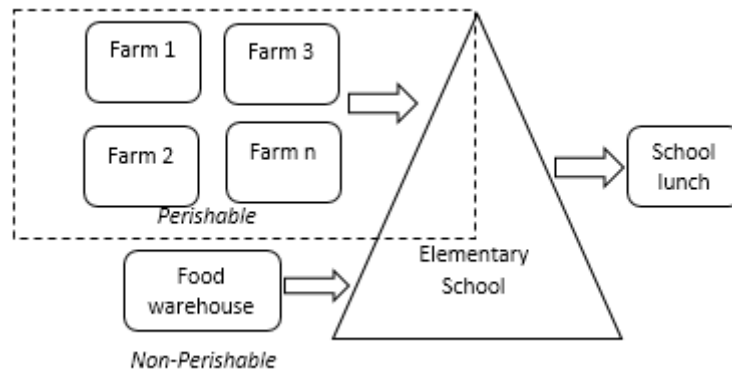 Farm 1
Farm 3
Farm 2
Farm n
Perishable
Food
warehouse
Non-Perishable
Elementary
School
School
lunch